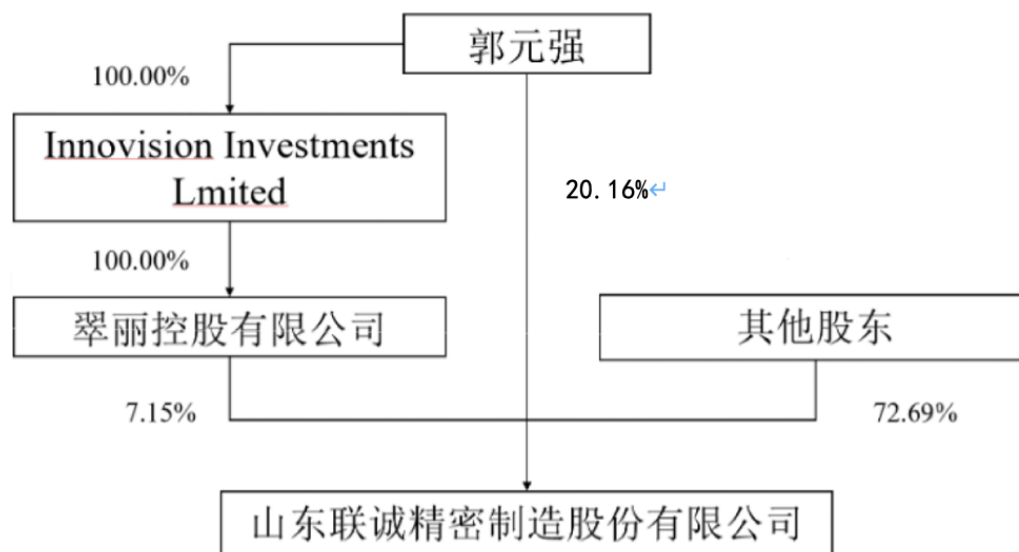 郭元强
100.00%
Innovision Investments
Lmited
20.16%↵
100.00%
翠丽控股有限公司
其他股东
7.15%
72.69%
山东联诚精密制造股份有限公司